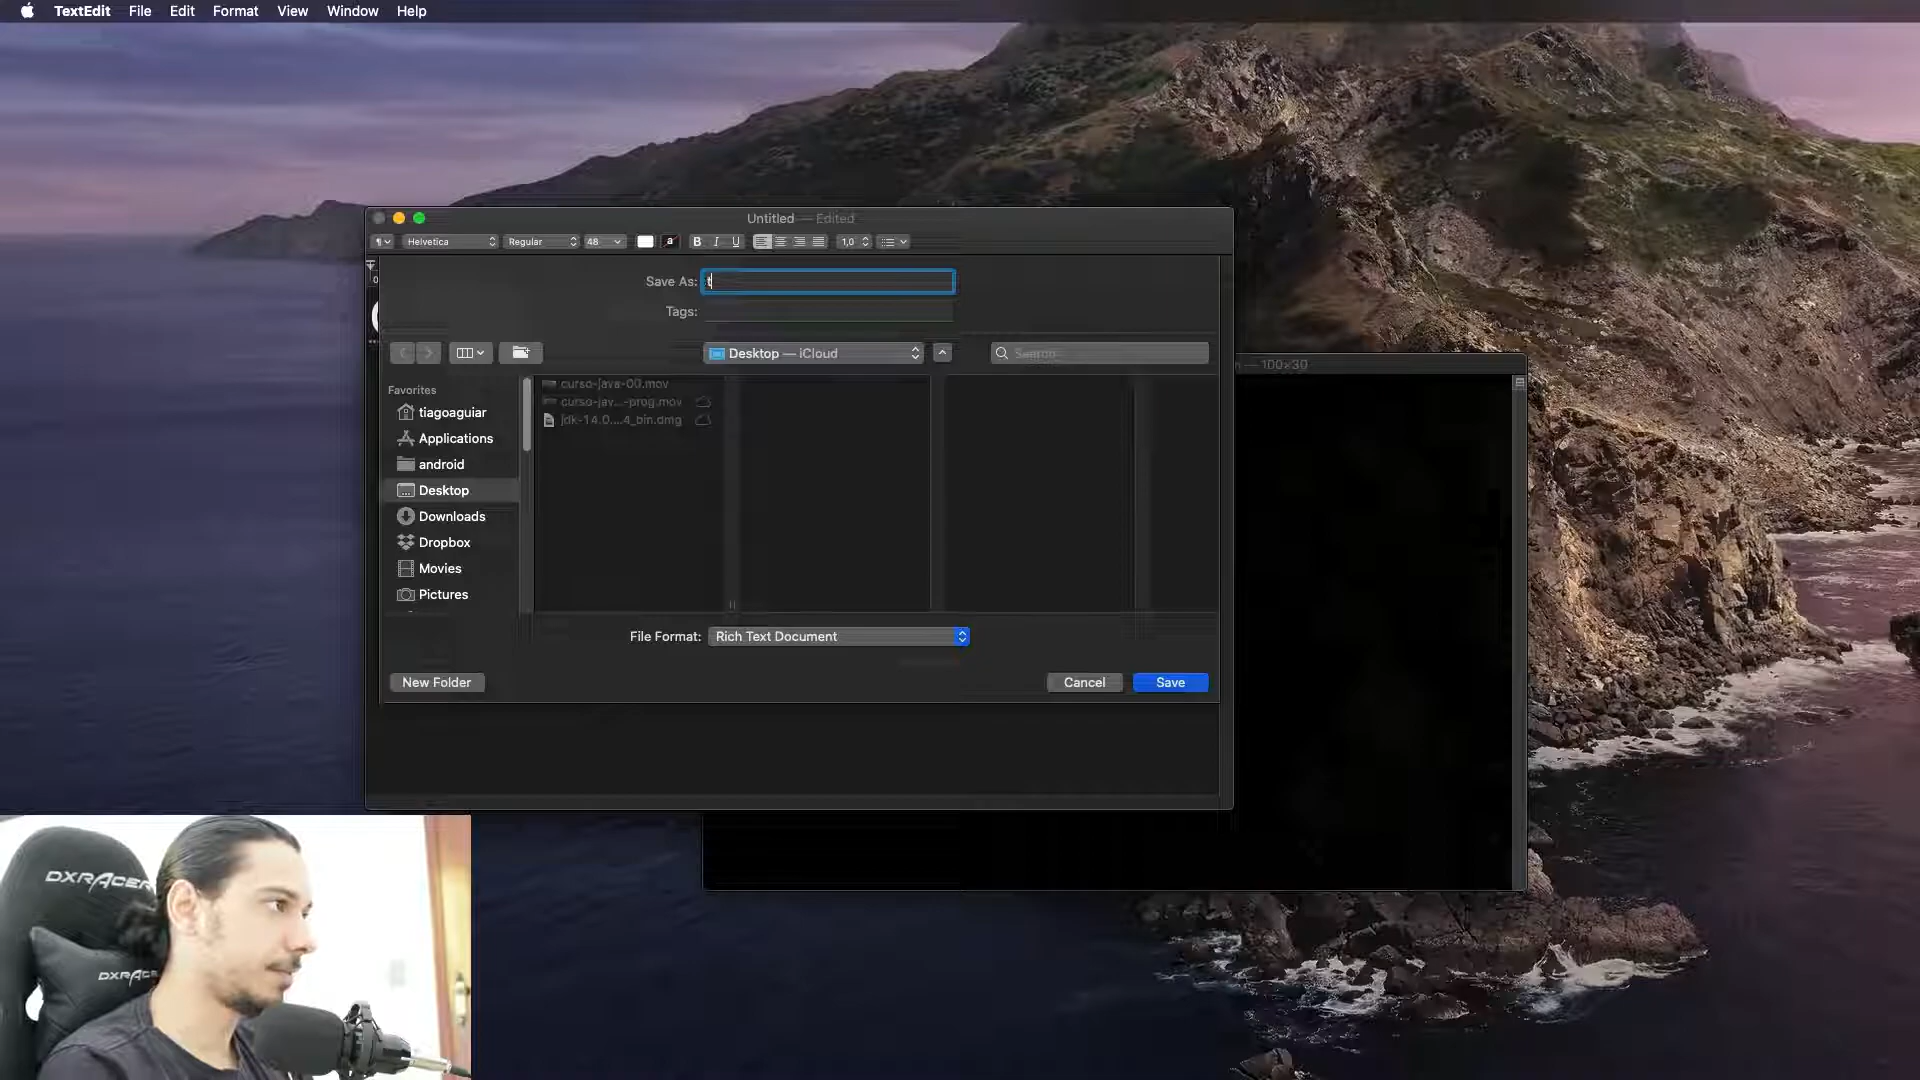 TextEdit File Edit Format View Window Help
Untitled — Edited
Helvetica Regular 48 a B I U 1,0
Save As: t
Tags:
Desktop — iCloud Search
Favorites
tiagoaguiar
Applications
android
Desktop
Downloads
Dropbox
Movies
Pictures
curso-java-00.mov
curso-jav...-prog.mov
jdk-14.0....4_bin.dmg
100×30
File Format: Rich Text Document
New Folder Cancel Save
DXRACER